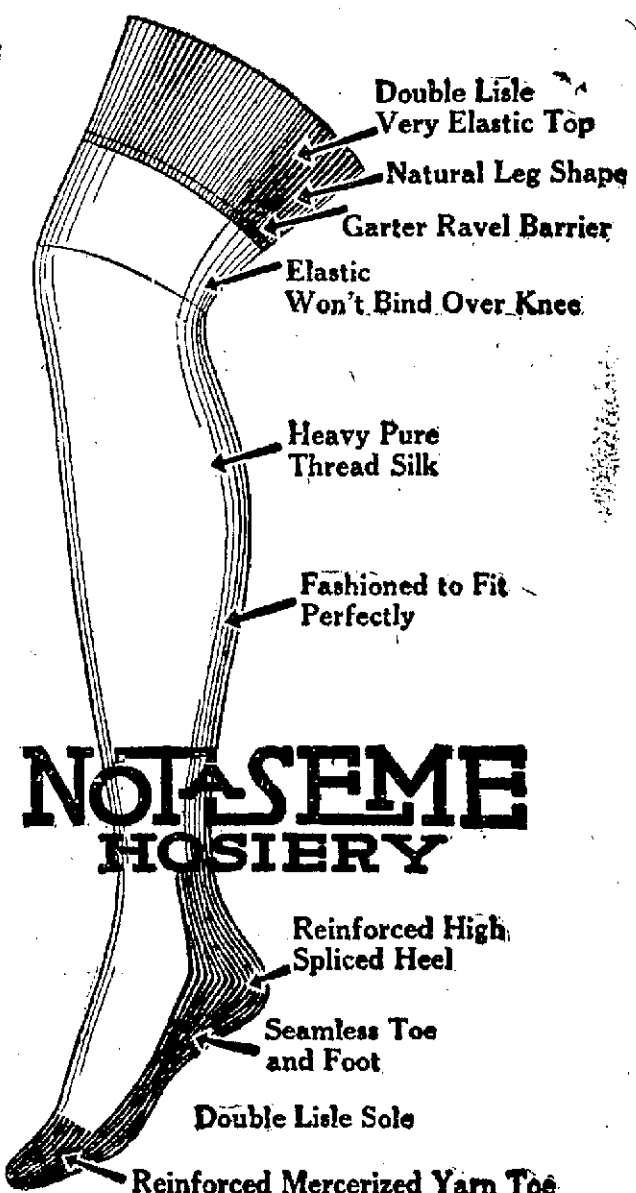 Double Lisle
Very Elastic Top
Natural Leg Shape
Garter Ravel Barrier
Elastic
Won't Bind Over Knee
Heavy Pure
Thread Silk
Fashioned to Fit
Perfectly
NOTASEME
HOSIERY
Reinforced High
Spliced Heel
Seamless Toe
and Foot
Double Lisle Sole
Reinforced Mercerized Yarn Toe